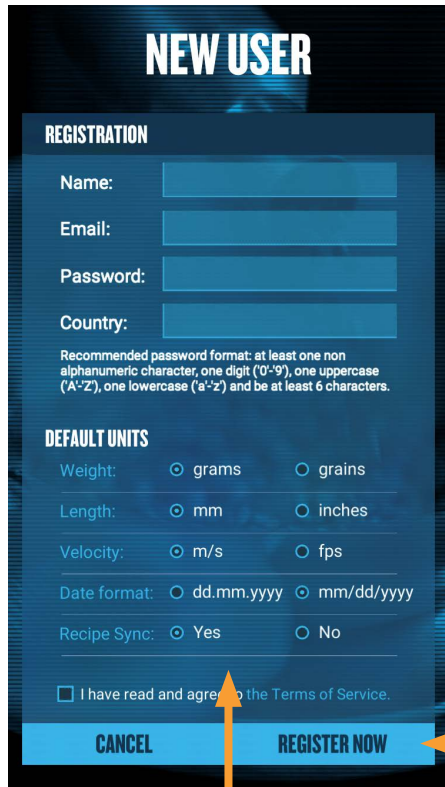 NEW USER
REGISTRATION
Name:
Email:
Password:
Country:
Recommended password format: at least one non
alphanumeric character, one digit ('0'-'9'), one uppercase
('A'-'Z'), one lowercase ('a'-'z') and be at least 6 characters.
DEFAULT UNITS
Weight: grams grains
Length: mm inches
Velocity: m/s fps
Date format: dd.mm.yyyy mm/dd/yyyy
Recipe Sync: Yes No
I have read and agree to the Terms of Service.
CANCEL REGISTER NOW